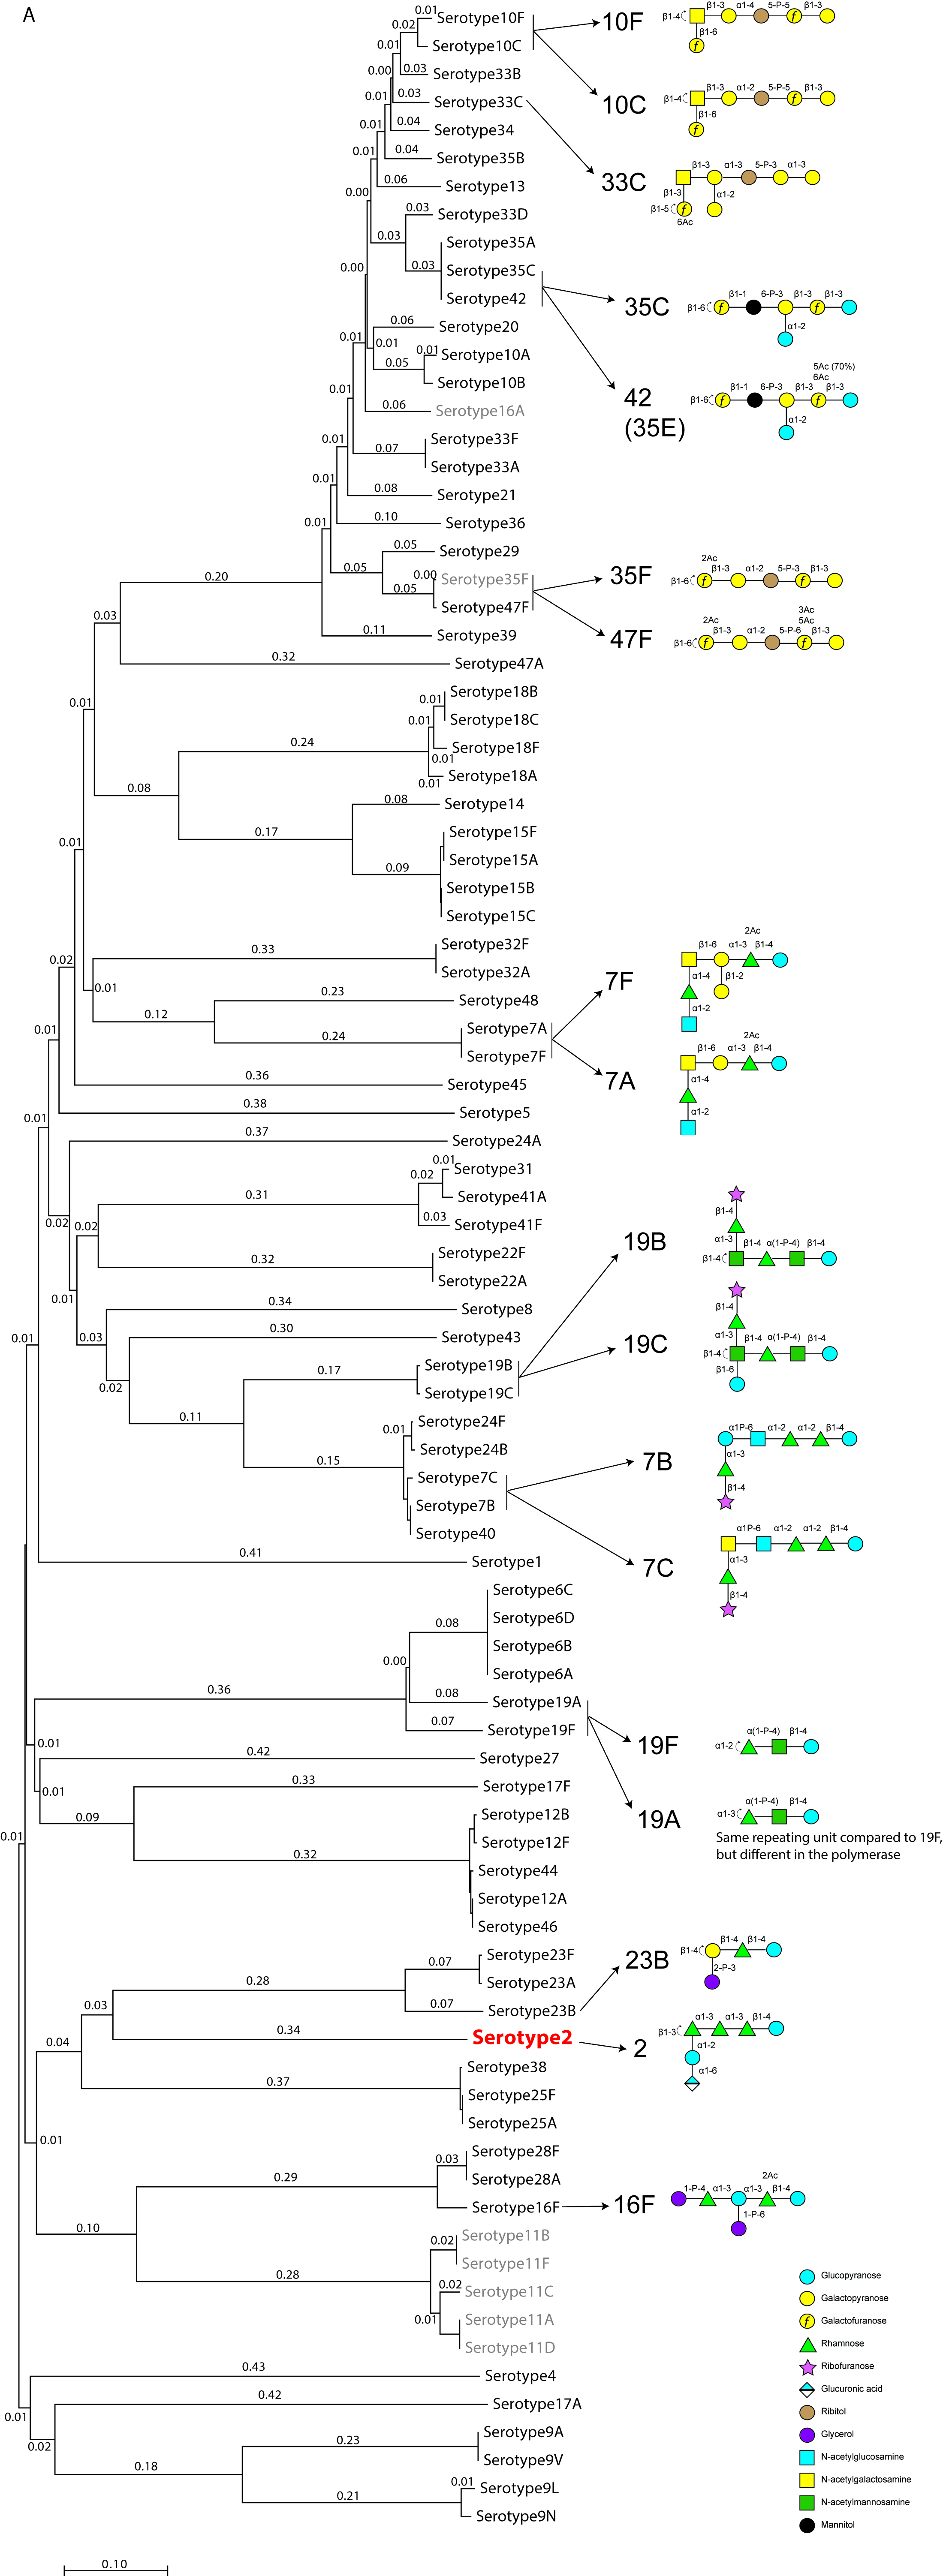 A
0.01
Serotype10F
0.02
Serotype10C
0.01
0.03
Serotype33B
0.00
0.03
Serotype33C
0.01
0.04
Serotype34
0.01
0.04
Serotype35B
0.01
0.06
Serotype13
0.00
0.03
Serotype33D
0.03
Serotype35A
0.03
Serotype35C
0.00
Serotype42
0.06
Serotype20
0.01
0.01
0.01
Serotype10A
0.05
Serotype10B
0.01
0.06
Serotype16A
Serotype33F
0.01
0.07
Serotype33A
0.01
0.08
Serotype21
0.01
0.10
Serotype36
0.05
Serotype29
0.05
0.00
Serotype35F
0.20
0.05
Serotype47F
0.03
0.11
Serotype39
0.32
Serotype47A
0.01
0.01
Serotype18B
0.01
Serotype18C
0.24
Serotype18F
0.01
0.01
Serotype18A
0.08
0.08
Serotype14
0.17
Serotype15F
0.01
Serotype15A
0.09
Serotype15B
Serotype15C
0.33
Serotype32F
0.02
Serotype32A
0.01
0.23
Serotype48
0.12
Serotype7A
0.24
Serotype7F
0.01
0.36
Serotype45
0.38
Serotype5
0.01
0.37
Serotype24A
0.01
Serotype31
0.02
0.31
Serotype41A
0.03
Serotype41F
0.02
0.02
Serotype22F
0.32
Serotype22A
0.01
0.34
Serotype8
0.03
0.30
Serotype43
0.01
0.02
0.17
Serotype19B
Serotype19C
0.11
Serotype24F
0.01
Serotype24B
0.15
Serotype7C
Serotype7B
Serotype40
0.41
Serotype1
Serotype6C
Serotype6D
0.08
Serotype6B
0.00
Serotype6A
0.36
0.08
Serotype19A
0.07
Serotype19F
0.01
0.42
Serotype27
0.01
0.33
Serotype17F
0.09
Serotype12B
0.01
Serotype12F
0.32
Serotype44
Serotype12A
Serotype46
0.07
Serotype23F
Serotype23A
0.28
0.07
Serotype23B
0.03
0.34
Serotype2
0.04
Serotype38
0.37
Serotype25F
Serotype25A
0.01
0.03
Serotype28F
0.29
Serotype28A
Serotype16F
0.10
Serotype11B
0.02
Serotype11F
0.28
0.02
Serotype11C
0.01
Serotype11A
Serotype11D
0.43
Serotype4
0.42
Serotype17A
0.01
0.02
Serotype9A
0.23
Serotype9V
0.18
0.01
Serotype9L
0.21
Serotype9N
0.10
10F
β1-4
β1-3
α1-4
5-P-5
β1-3
f
β1-6
f
10C
β1-4
β1-3
α1-2
5-P-5
β1-3
f
β1-6
f
33C
β1-3
α1-3
5-P-3
α1-3
β1-3
α1-2
β1-5
f
6Ac
35C
β1-6
β1-1
6-P-3
β1-3
β1-3
f
f
α1-2
42
(35E)
5Ac (70%)
6Ac
β1-6
β1-1
6-P-3
β1-3
β1-3
f
f
α1-2
35F
2Ac
β1-6
β1-3
α1-2
5-P-3
β1-3
f
f
47F
3Ac
2Ac
5Ac
β1-6
β1-3
α1-2
5-P-6
β1-3
f
f
7F
2Ac
β1-6
α1-3
β1-4
α1-4
β1-2
α1-2
7A
2Ac
β1-6
α1-3
β1-4
α1-4
α1-2
19B
β1-4
α1-3
β1-4
β1-4
α(1-P-4)
β1-4
19C
β1-4
α1-3
β1-4
β1-4
α(1-P-4)
β1-4
β1-6
7B
α1P-6
α1-2
α1-2
β1-4
α1-3
β1-4
7C
α1P-6
α1-2
α1-2
β1-4
α1-3
β1-4
19F
α1-2
α(1-P-4)
β1-4
19A
α1-3
α(1-P-4)
β1-4
Same repeating unit compared to 19F,
but different in the polymerase
23B
β1-4
β1-4
β1-4
2-P-3
2
β1-3
α1-3
α1-3
β1-4
α1-2
α1-6
16F
2Ac
1-P-4
α1-3
α1-3
β1-4
1-P-6
Glucopyranose
Galactopyranose
f
Galactofuranose
Rhamnose
Ribofuranose
Glucuronic acid
Ribitol
Glycerol
N-acetylglucosamine
N-acetylgalactosamine
N-acetylmannosamine
Mannitol